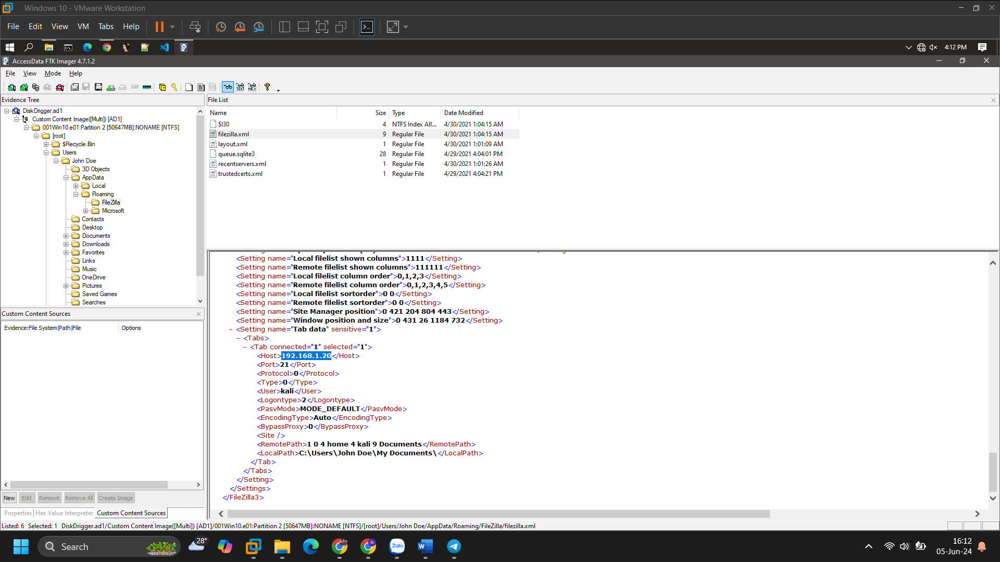 Windows 10 - VMware Workstation
File Edit View VM Tabs Help
4:12 PM
AccessData FTK Imager 4.7.1.2
File View Mode Help
Evidence Tree
DiskDrigger.ad1
Custom Content Image([Multi]) [AD1]
001Win10.e01:Partition 2 [50647MB]:NONAME [NTFS]
[root]
$Recycle.Bin
Users
John Doe
3D Objects
AppData
Local
Roaming
FileZilla
Microsoft
Contacts
Desktop
Documents
Downloads
Favorites
Links
Music
OneDrive
Pictures
Saved Games
Searches
File List
Name Size Type Date Modified
$I30 4 NTFS Index All... 4/30/2021 1:04:15 AM
filezilla.xml 9 Regular File 4/30/2021 1:04:15 AM
layout.xml 1 Regular File 4/30/2021 1:01:09 AM
queue.sqlite3 28 Regular File 4/29/2021 4:04:01 PM
recentservers.xml 1 Regular File 4/30/2021 1:01:26 AM
trustedcerts.xml 1 Regular File 4/29/2021 4:04:21 PM
<Setting name="Local filelist shown columns">1111</Setting>
<Setting name="Remote filelist shown columns">111111</Setting>
<Setting name="Local filelist column order">0,1,2,3</Setting>
<Setting name="Remote filelist column order">0,1,2,3,4,5</Setting>
<Setting name="Local filelist sortorder">0 0</Setting>
<Setting name="Remote filelist sortorder">0 0</Setting>
<Setting name="Site Manager position">0 421 204 804 443</Setting>
<Setting name="Window position and size">0 431 26 1184 732</Setting>
- <Setting name="Tab data" sensitive="1">
- <Tabs>
- <Tab connected="1" selected="1">
<Host>192.168.1.20</Host>
<Port>21</Port>
<Protocol>0</Protocol>
<Type>0</Type>
<User>kali</User>
<Logontype>2</Logontype>
<PasvMode>MODE_DEFAULT</PasvMode>
<EncodingType>Auto</EncodingType>
<BypassProxy>0</BypassProxy>
<Site />
<RemotePath>1 0 4 home 4 kali 9 Documents</RemotePath>
<LocalPath>C:\Users\John Doe\My Documents\</LocalPath>
</Tab>
</Tabs>
</Setting>
</Settings>
</FileZilla3>
Custom Content Sources
Evidence:File System|Path|File Options
New Edit Remove Remove All Create Image
Properties Hex Value Interpreter Custom Content Sources
Listed: 6 Selected: 1 DiskDrigger.ad1/Custom Content Image([Multi]) [AD1]/001Win10.e01:Partition 2 [50647MB]:NONAME [NTFS]/[root]/Users/John Doe/AppData/Roaming/FileZilla/filezilla.xml
Search
28°
Zalo
16:12
05-Jun-24